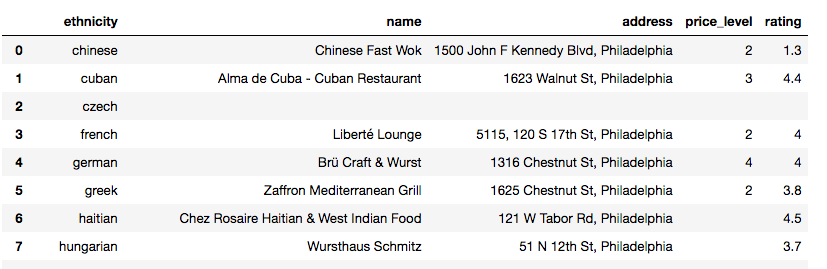 ethnicity name address price_level rating
0 chinese Chinese Fast Wok 1500 John F Kennedy Blvd, Philadelphia 2 1.3
1 cuban Alma de Cuba - Cuban Restaurant 1623 Walnut St, Philadelphia 3 4.4
2 czech
3 french Liberté Lounge 5115, 120 S 17th St, Philadelphia 2 4
4 german Brü Craft & Wurst 1316 Chestnut St, Philadelphia 4 4
5 greek Zaffron Mediterranean Grill 1625 Chestnut St, Philadelphia 2 3.8
6 haitian Chez Rosaire Haitian & West Indian Food 121 W Tabor Rd, Philadelphia 4.5
7 hungarian Wursthaus Schmitz 51 N 12th St, Philadelphia 3.7